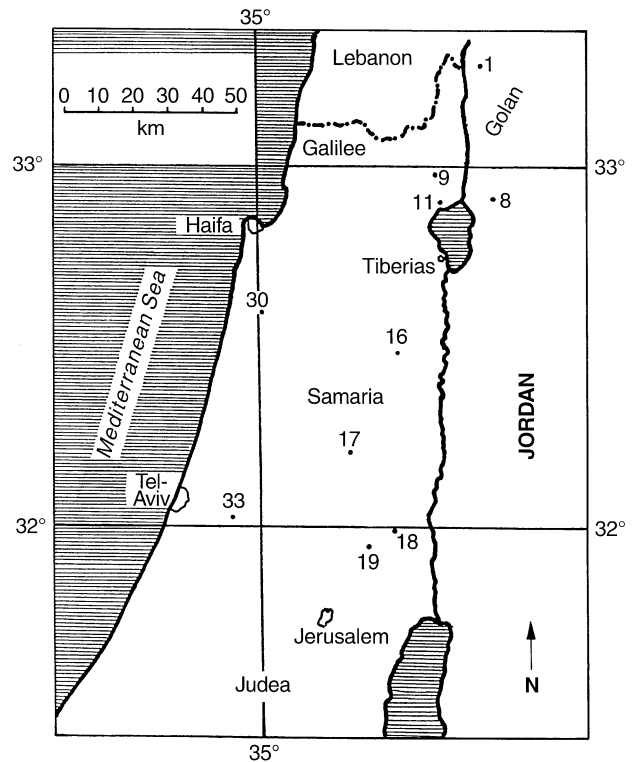 35°
Lebanon
1
0 10 20 30 40 50
km
Golan
Galilee
33°
33°
9
11
8
Haifa
Tiberias
Mediterranean Sea
30
16
Samaria
JORDAN
17
Tel-
Aviv
33
32°
32°
18
19
Jerusalem
Judea
N
35°